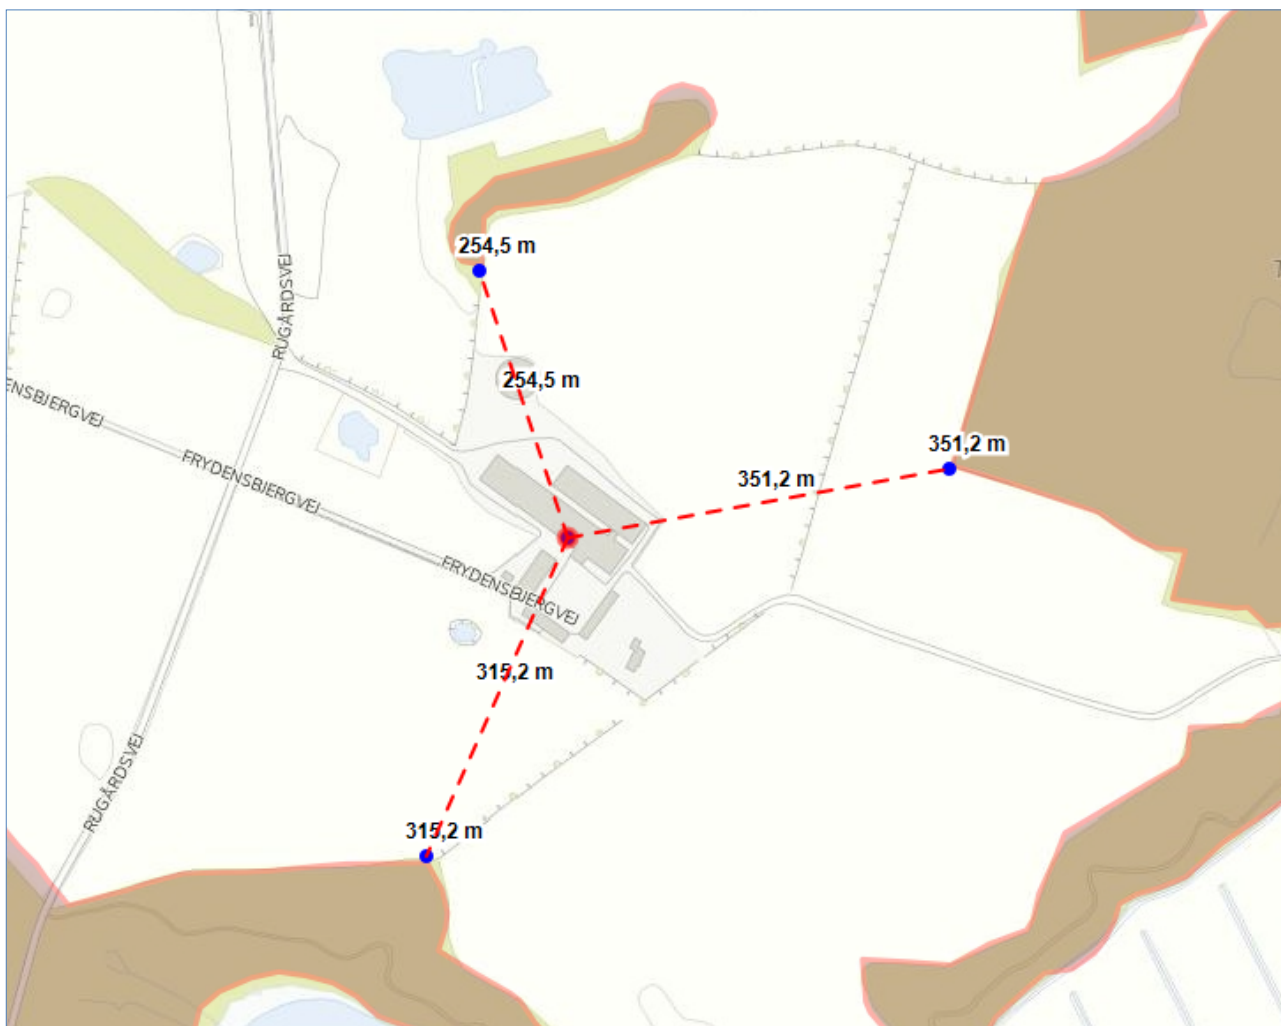 254,5 m
T
RUGÅRDSVEJ
254,5 m
ENSBJERGVEJ
351,2 m
FRYDENSBJERGVEJ
351,2 m
FRYDENSBJERGVEJ
315,2 m
RUGÅRDSVEJ
315,2 m